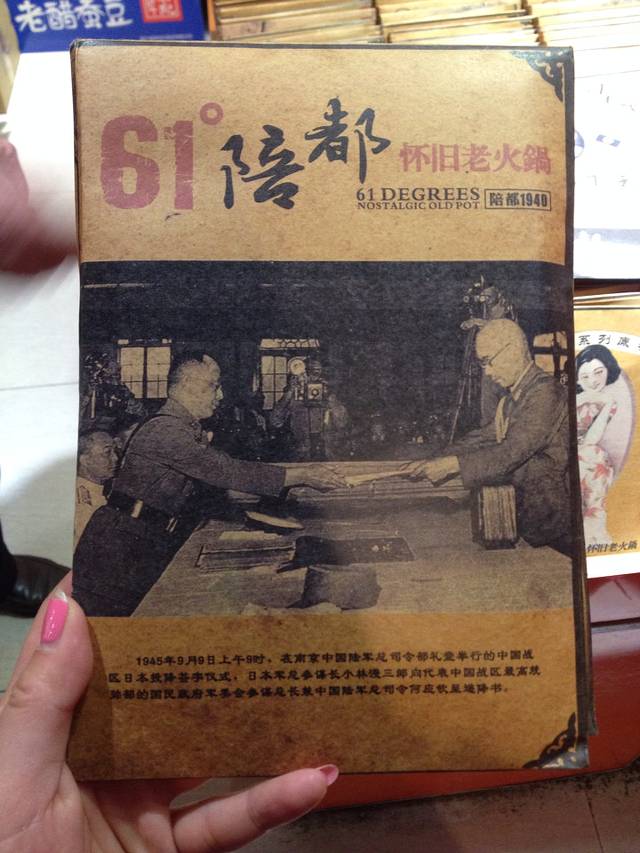 老醋蚕豆
61°陪都 怀旧老火鍋
61 DEGREES
NOSTALGIC OLD POT
陪都1940
1945年9月9日上午9时，在南京中国陆军总司令部礼堂举行的中国战
区日本投降签字仪式，日本军总参谋长小林浅三郎向代表中国战区最高统
帅部的国民政府军委会参谋总长兼中国陆军总司令何应钦呈递降书。
系列
怀旧老火鍋